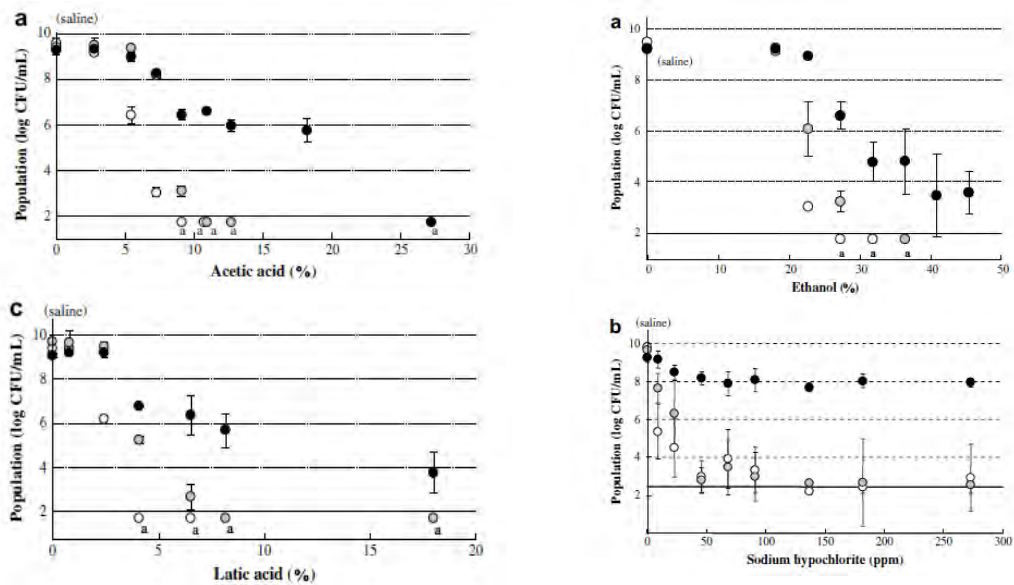 a
(saline)
10
8
6
4
2
Population (log CFU/mL)
a
a
a
a
a
0
5
10
15
20
25
30
Acetic acid (%)
a
10
8
6
4
2
Population (log CFU/mL)
(saline)
a
a
a
0
10
20
30
40
50
Ethanol (%)
c
(saline)
10
8
6
4
2
Population (log CFU/mL)
a
a
a
a
0
5
10
15
20
Latic acid (%)
b
(saline)
10
8
6
4
2
Population (log CFU/mL)
0
50
100
150
200
250
300
Sodium hypochlorite (ppm)